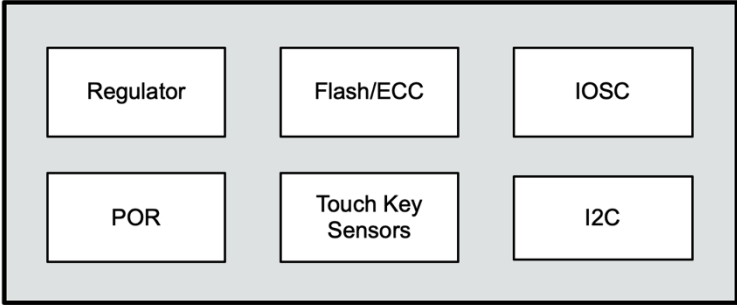 Regulator
Flash/ECC
IOSC
POR
Touch Key
Sensors
I2C